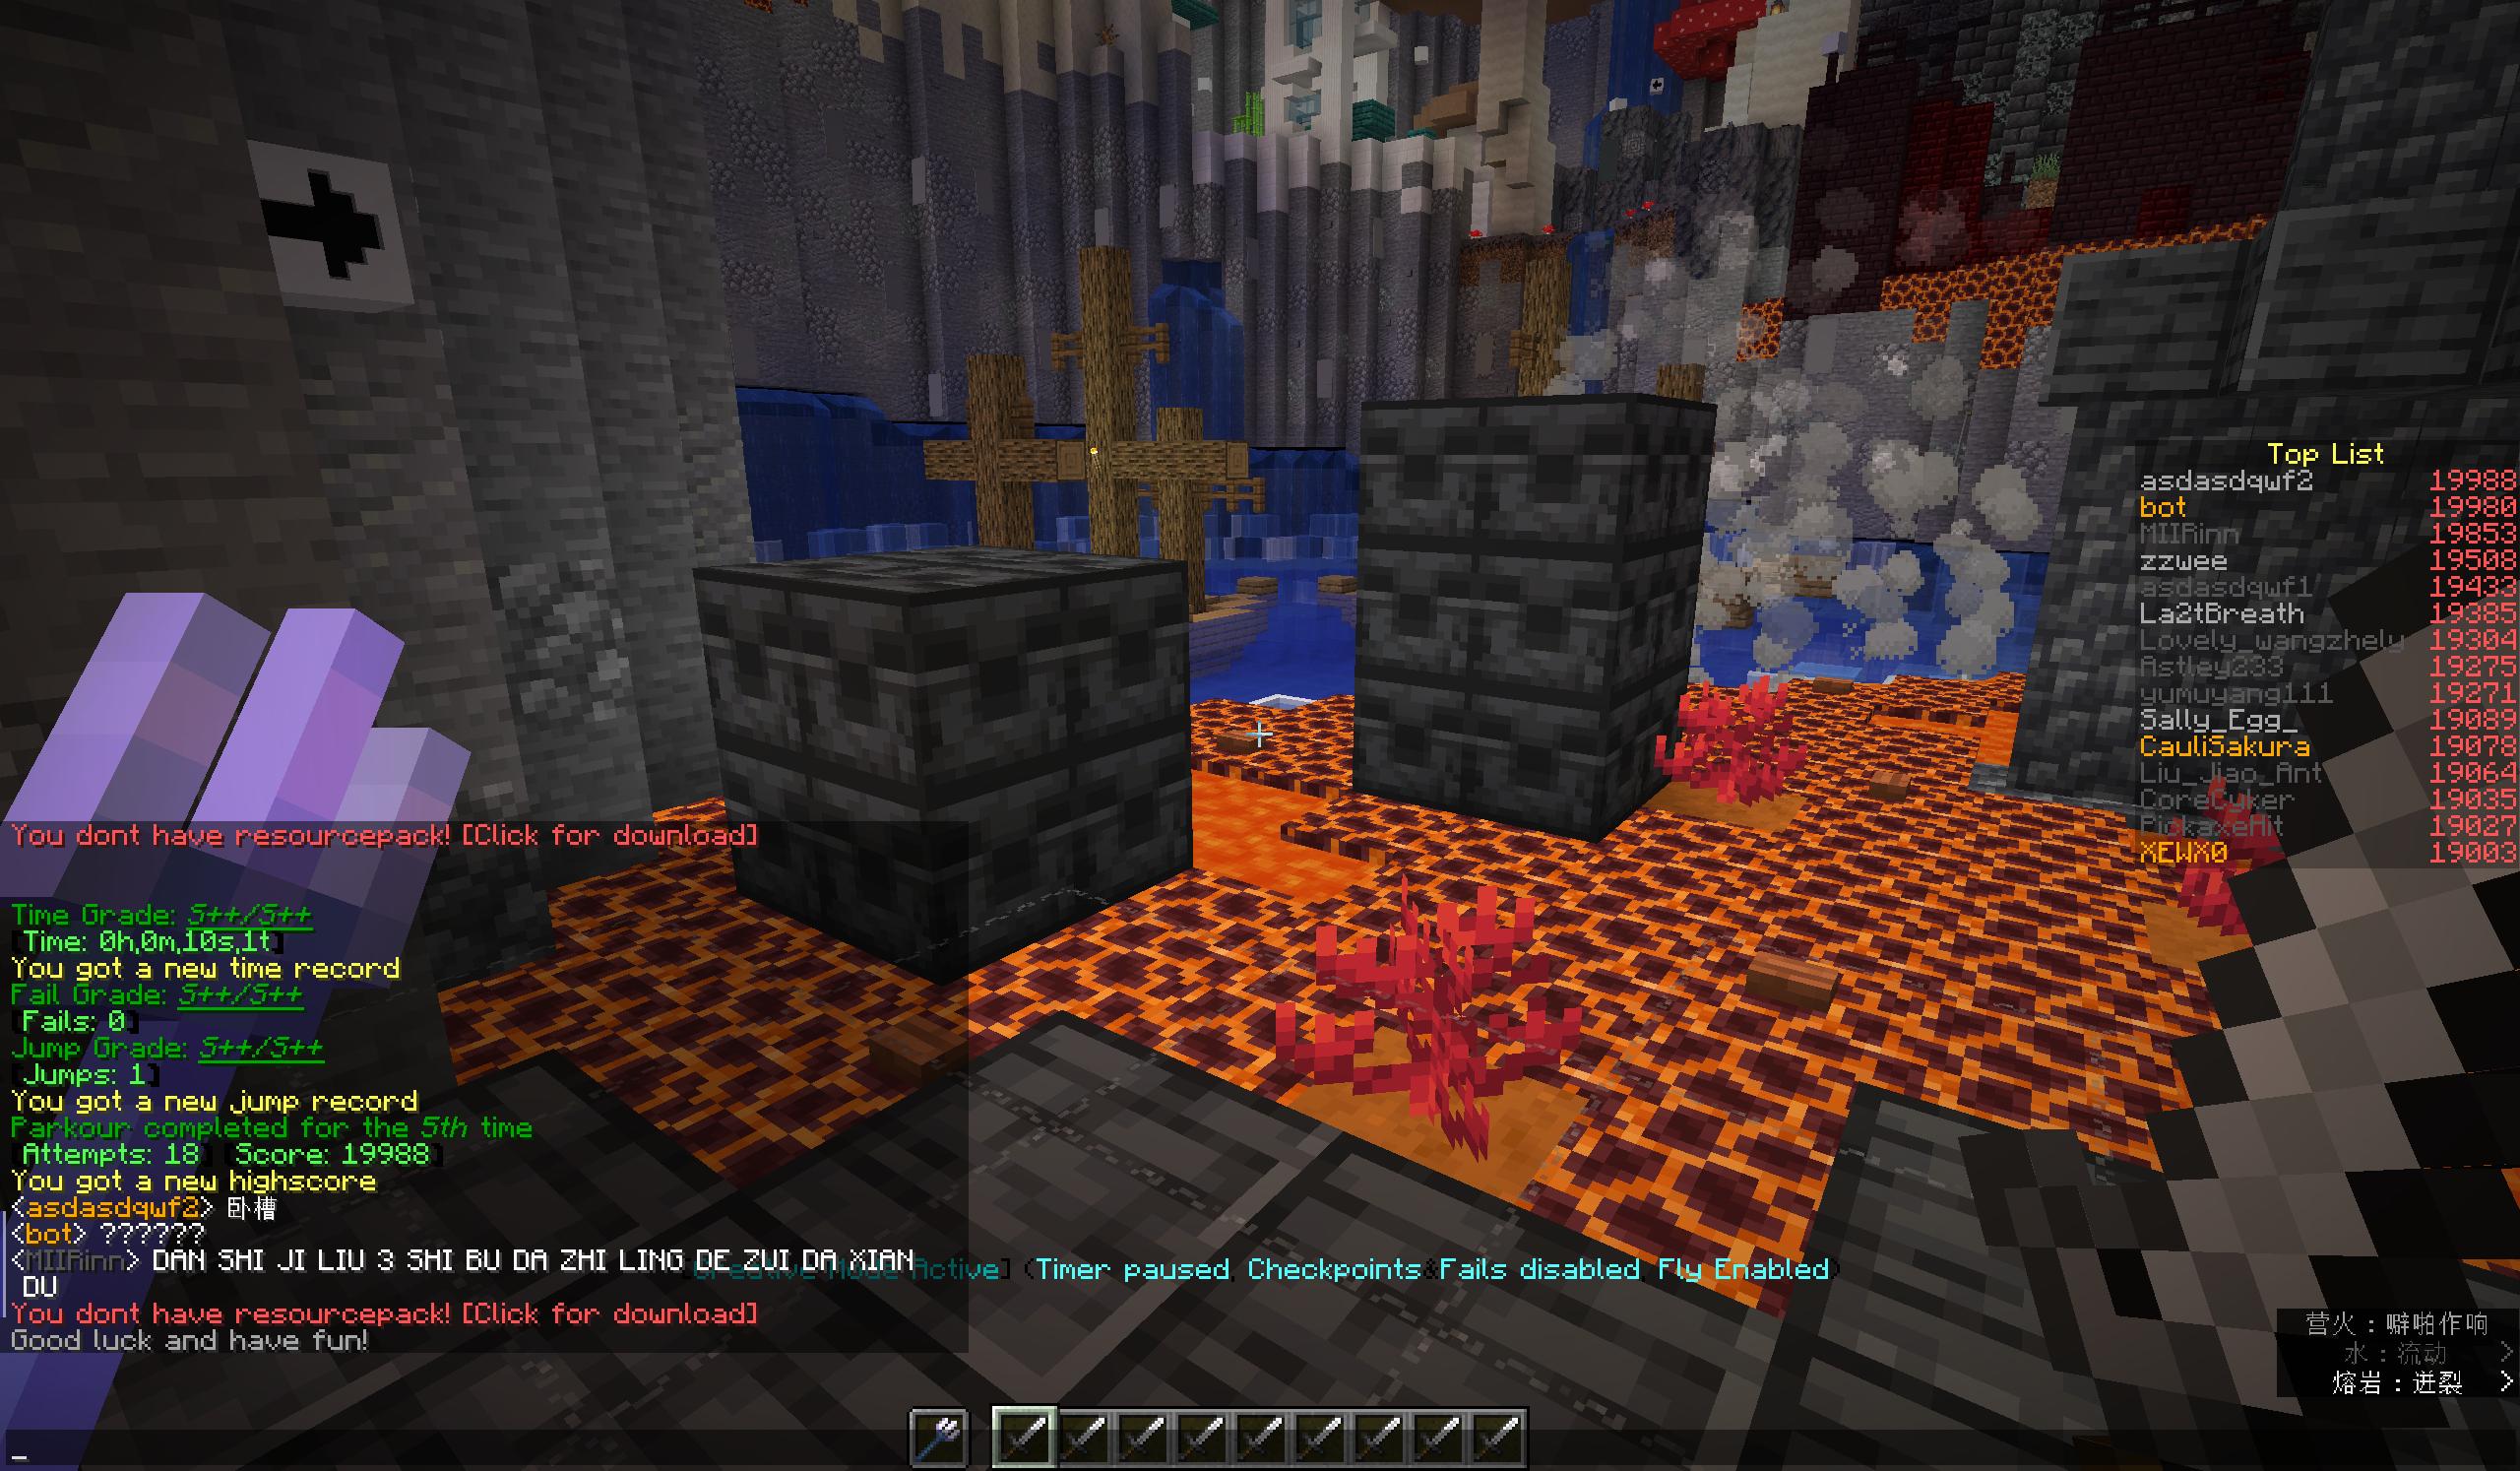 Top List
asdasdqwf2 19988
bot 19980
MIIRinn 19853
zzwee 19508
asdasdqwf1 19433
La2tBreath 19385
Lovely_wangzhely 19304
Astley233 19275
yumuyang111 19271
Sally_Egg_ 19089
CauliSakura 19078
Liu_Jiao_Ant 19064
CoreCyker 19035
PickaxeHit 19027
XEWX0 19003
You dont have resourcepack! [Click for download]
Time Grade: S++/S++
[Time: 0h,0m,10s,1t]
You got a new time record
Fail Grade: S++/S++
[Fails: 0]
Jump Grade: S++/S++
[Jumps: 1]
You got a new jump record
Parkour completed for the 5th time
[Attempts: 18] [Score: 19988]
You got a new highscore
<asdasdqwf2> 卧槽
<bot> ??????
<MIIRinn> DAN SHI JI LIU 3 SHI BU DA ZHI LING DE ZUI DA XIAN
DU
You dont have resourcepack! [Click for download]
Good luck and have fun!
[Creative Mode Active] (Timer paused, Checkpoints&Fails disabled, Fly Enabled)
营火：噼啪作响
水：流动 >
熔岩：迸裂 >
_